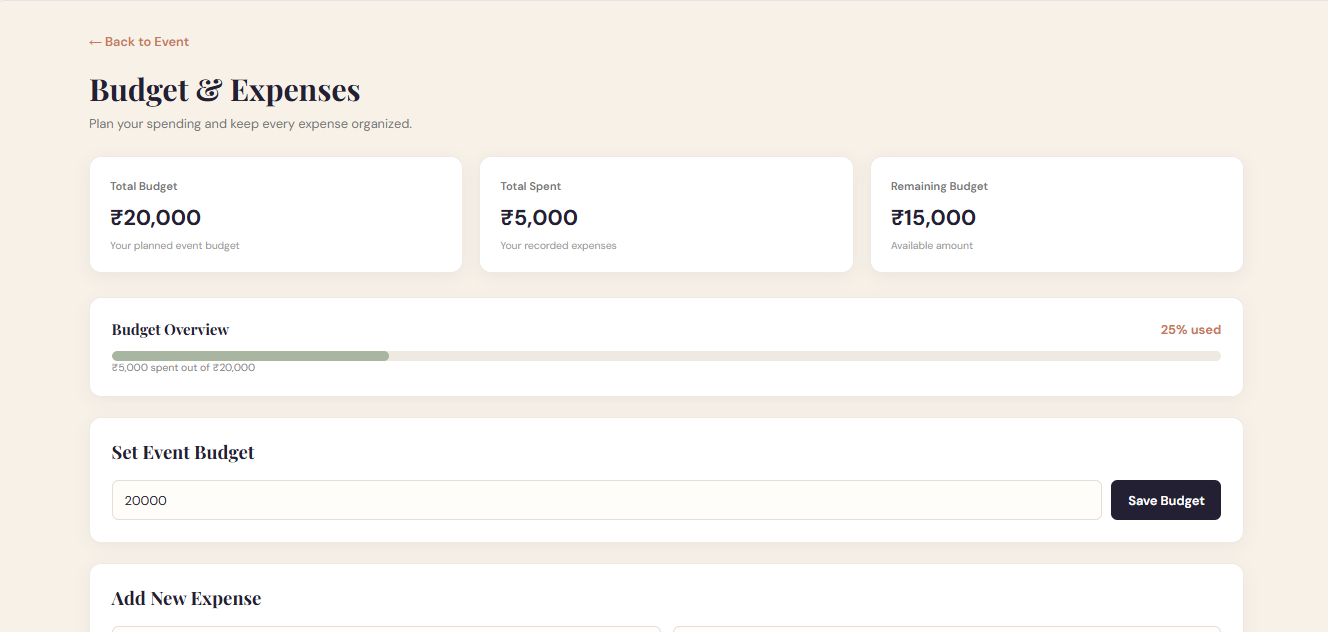 ← Back to Event
Budget & Expenses
Plan your spending and keep every expense organized.
Total Budget
₹20,000
Your planned event budget
Total Spent
₹5,000
Your recorded expenses
Remaining Budget
₹15,000
Available amount
Budget Overview
25% used
₹5,000 spent out of ₹20,000
Set Event Budget
20000
Save Budget
Add New Expense